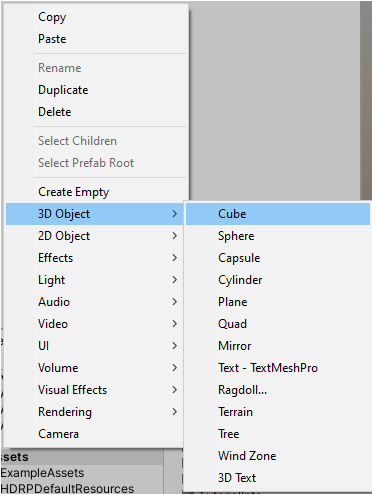 Copy
Paste
Rename
Duplicate
Delete
Select Children
Select Prefab Root
Create Empty
3D Object
2D Object
Effects
Light
Audio
Video
UI
Volume
Visual Effects
Rendering
Camera
Cube
Sphere
Capsule
Cylinder
Plane
Quad
Mirror
Text - TextMeshPro
Ragdoll...
Terrain
Tree
Wind Zone
3D Text
ssets
ExampleAssets
HDRPDefaultResources